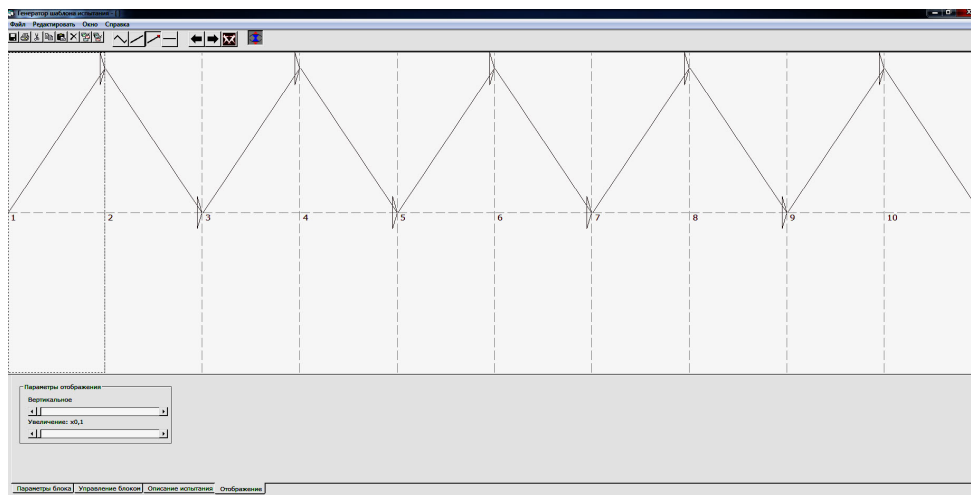 Генератор шаблона испытания
Файл Редактировать Окно Справка
1 2 3 4 5 6 7 8 9 10
Параметры отображения
Вертикальное
Увеличение: x0,1
Параметры блока Управление блоком Описание испытания Отображение